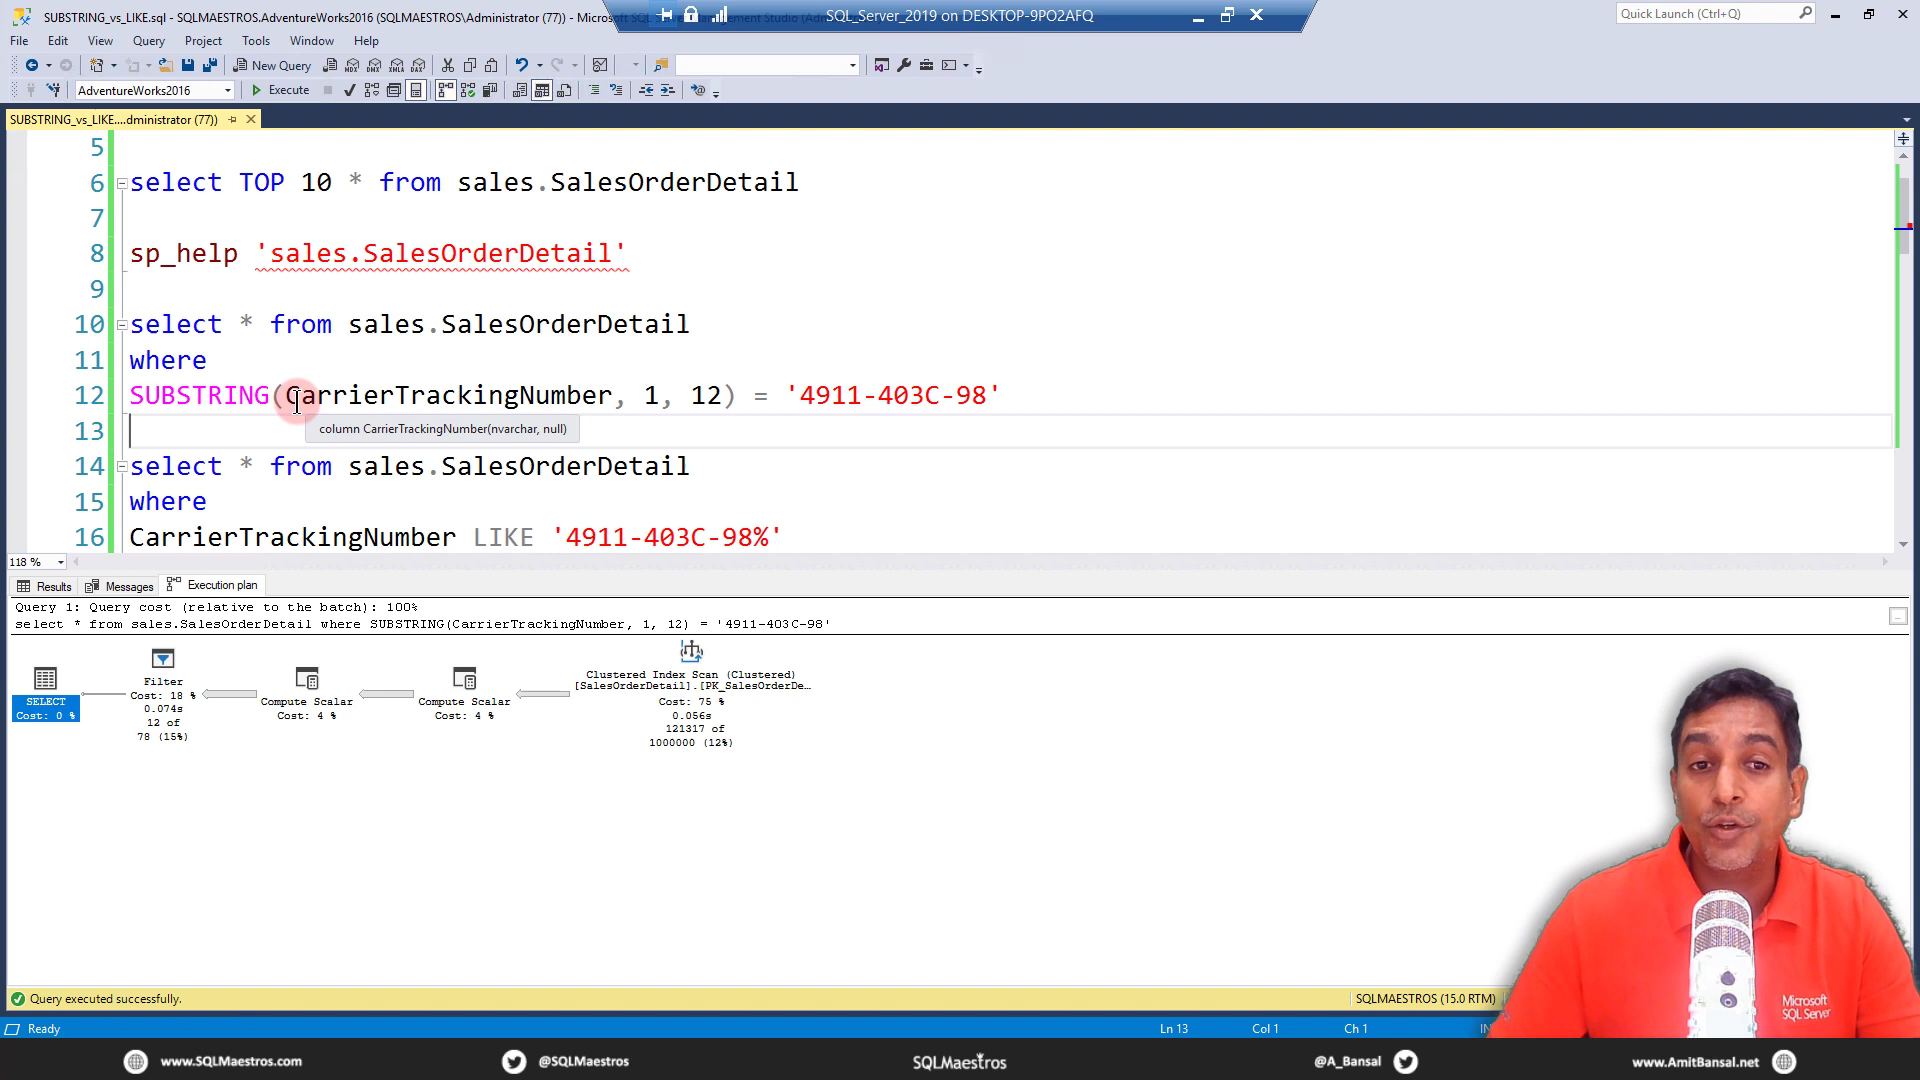 SUBSTRING_vs_LIKE.sql - SQLMAESTROS.AdventureWorks2016 (SQLMAESTROS\Administrator (77))* - Micros
SQL_Server_2019 on DESKTOP-9PO2AFQ
Quick Launch (Ctrl+Q)
File Edit View Query Project Tools Window Help
New Query
AdventureWorks2016
Execute
SUBSTRING_vs_LIKE....dministrator (77))
5
6 select TOP 10 * from sales.SalesOrderDetail
7
8 sp_help 'sales.SalesOrderDetail'
9
10 select * from sales.SalesOrderDetail
11 where
12 SUBSTRING(CarrierTrackingNumber, 1, 12) = '4911-403C-98'
13
column CarrierTrackingNumber(nvarchar, null)
14 select * from sales.SalesOrderDetail
15 where
16 CarrierTrackingNumber LIKE '4911-403C-98%'
118 %
Results Messages Execution plan
Query 1: Query cost (relative to the batch): 100%
select * from sales.SalesOrderDetail where SUBSTRING(CarrierTrackingNumber, 1, 12) = '4911-403C-98'
SELECT
Cost: 0 %
Filter
Cost: 18 %
0.074s
12 of
78 (15%)
Compute Scalar
Cost: 4 %
Compute Scalar
Cost: 4 %
Clustered Index Scan (Clustered)
[SalesOrderDetail].[PK_SalesOrderDe...
Cost: 75 %
0.056s
121317 of
1000000 (12%)
Query executed successfully.
SQLMAESTROS (15.0 RTM)
Microsoft
SQL Server
Ready
Ln 13 Col 1 Ch 1
www.SQLMaestros.com
@SQLMaestros
SQLMaestros
@A_Bansal
www.AmitBansal.net